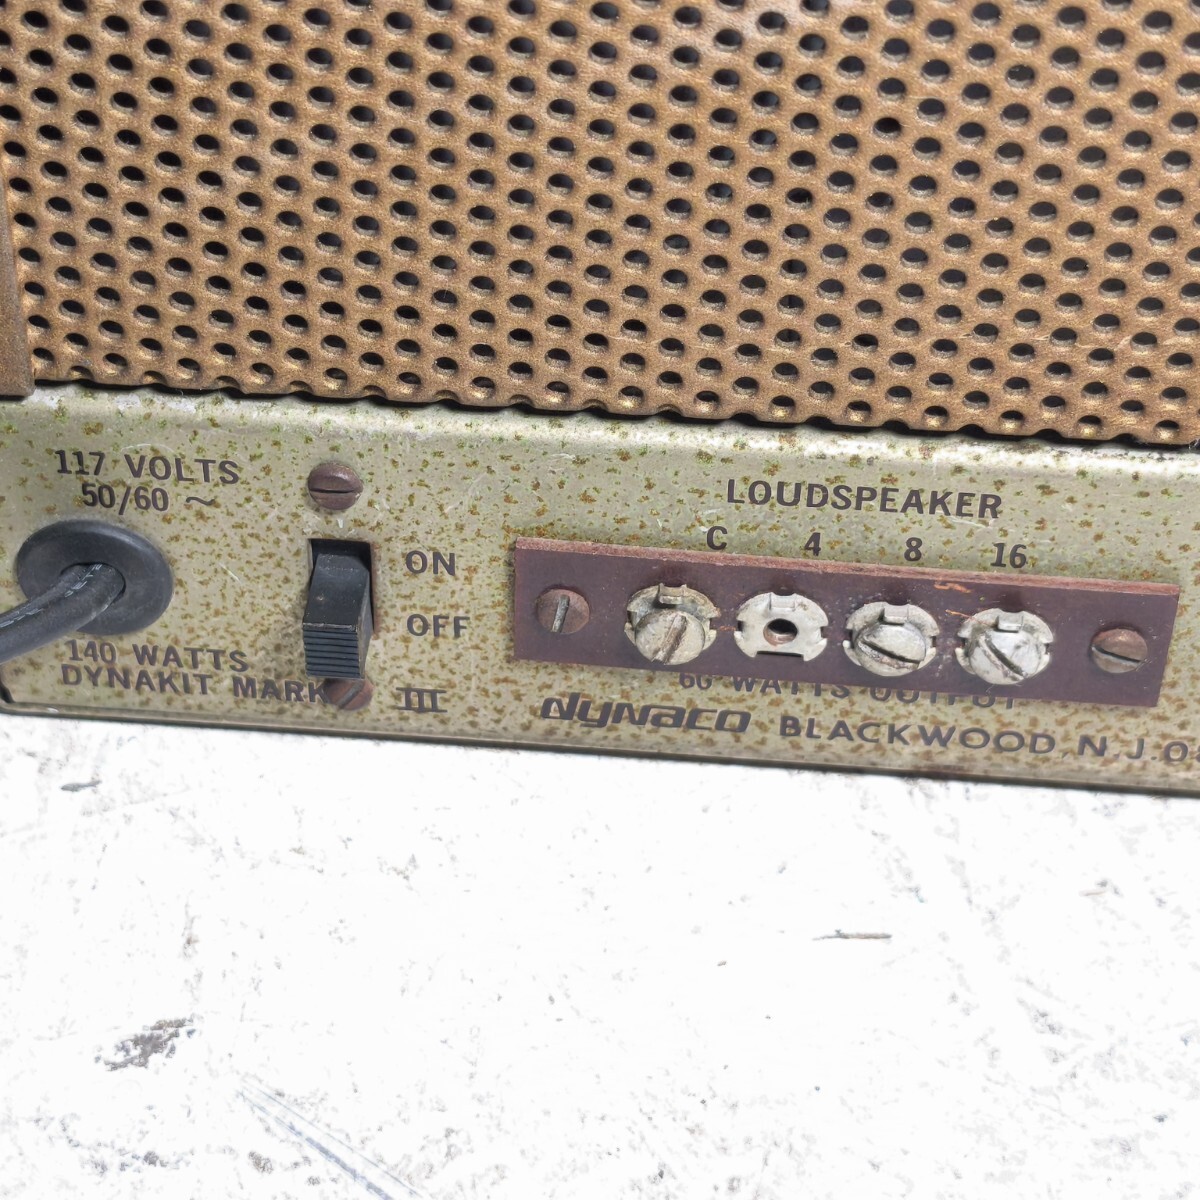 117 VOLTS
50/60 ~
ON
OFF
140 WATTS
DYNAKIT MARK III
LOUDSPEAKER
C 4 8 16
60 WATTS OUTPUT
dynaco BLACKWOOD, N.J.